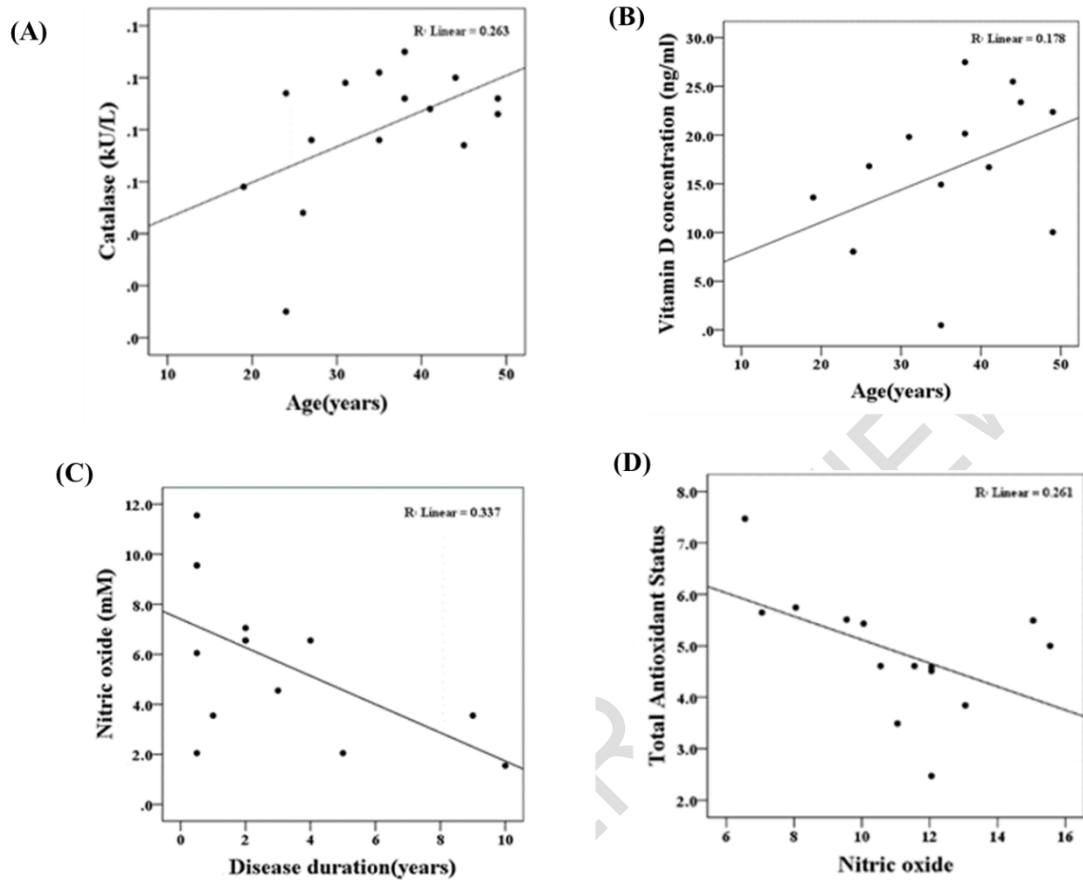 (A)
R² Linear = 0.263
Catalase (kU/L)
.1
.1
.1
.1
.0
.0
.0
10 20 30 40 50
Age(years)
(B)
R² Linear = 0.178
Vitamin D concentration (ng/ml)
30.0
25.0
20.0
15.0
10.0
5.0
.0
10 20 30 40 50
Age(years)
(C)
R² Linear = 0.337
Nitric oxide (mM)
12.0
10.0
8.0
6.0
4.0
2.0
.0
0 2 4 6 8 10
Disease duration(years)
(D)
R² Linear = 0.261
Total Antioxidant Status
8.0
7.0
6.0
5.0
4.0
3.0
2.0
6 8 10 12 14 16
Nitric oxide